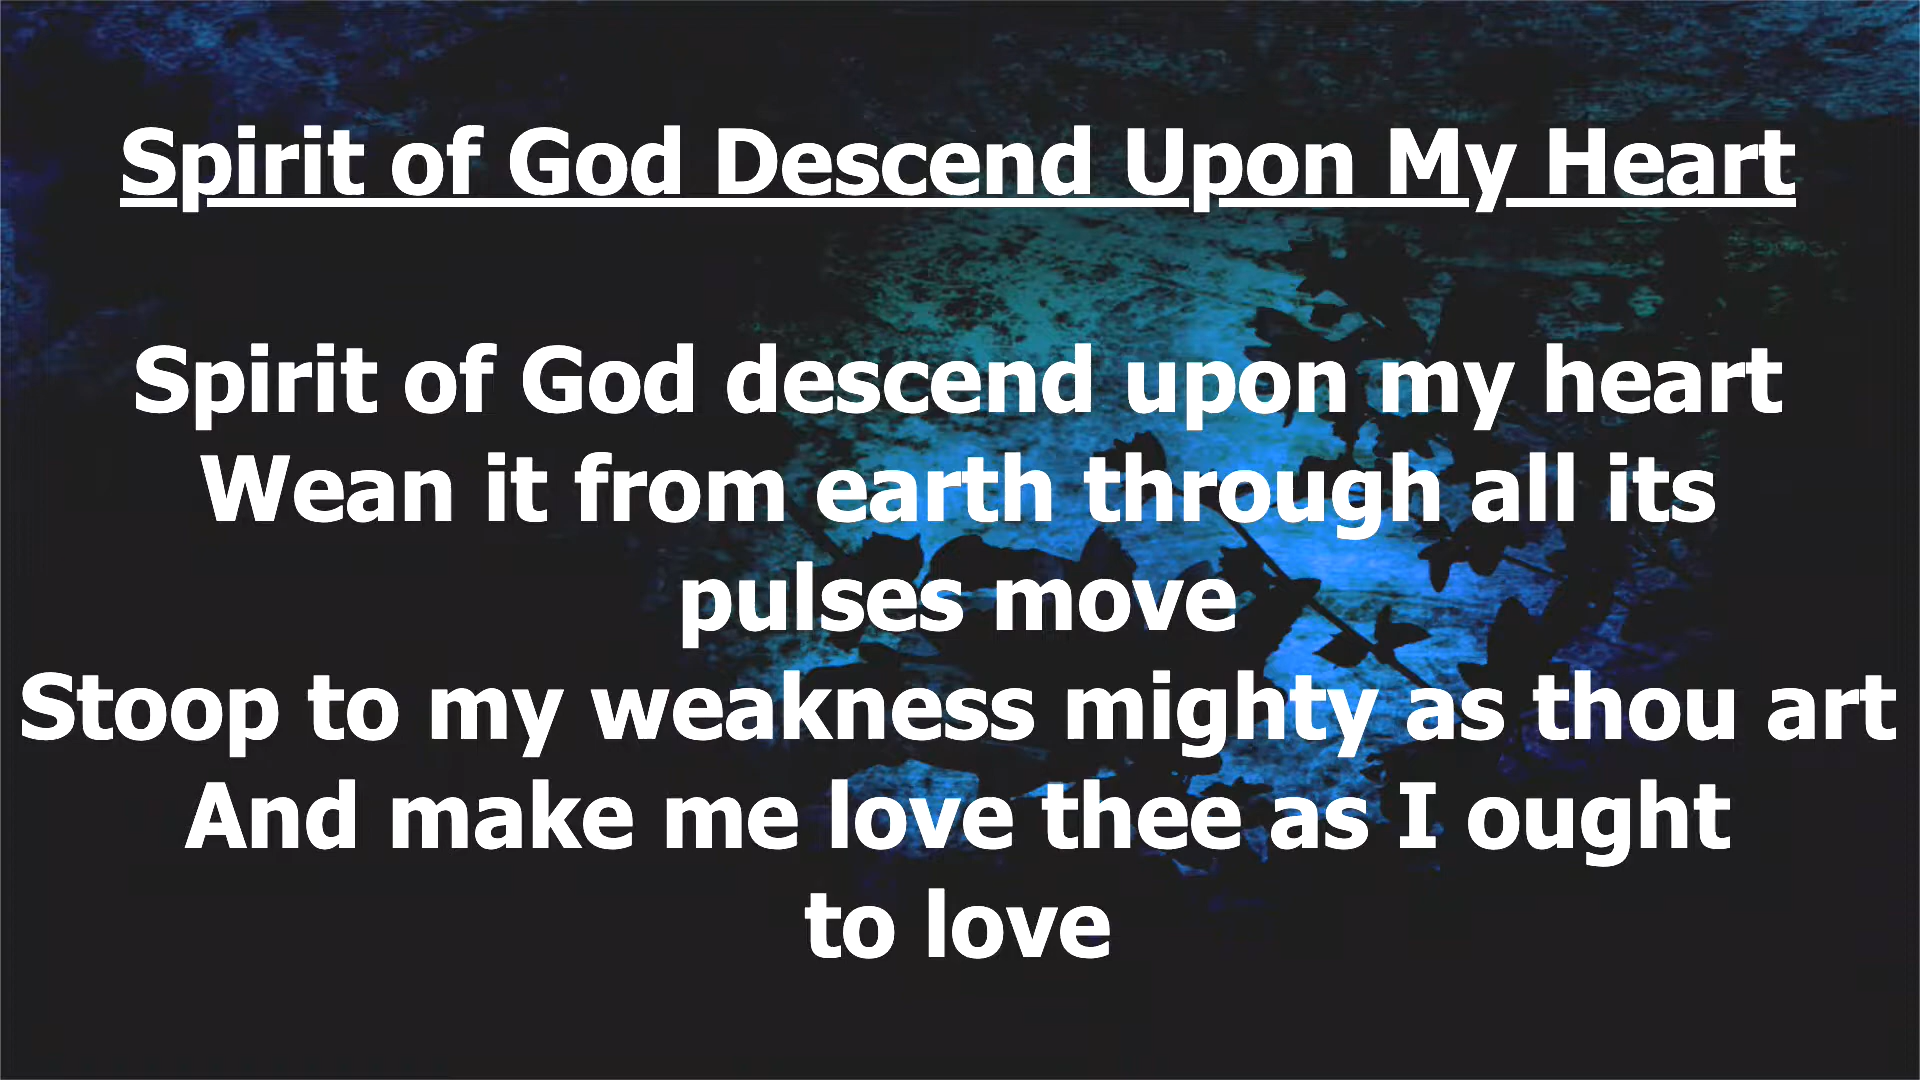 Spirit of God Descend Upon My Heart
Spirit of God descend upon my heart
Wean it from earth through all its
pulses move
Stoop to my weakness mighty as thou art
And make me love thee as I ought
to love